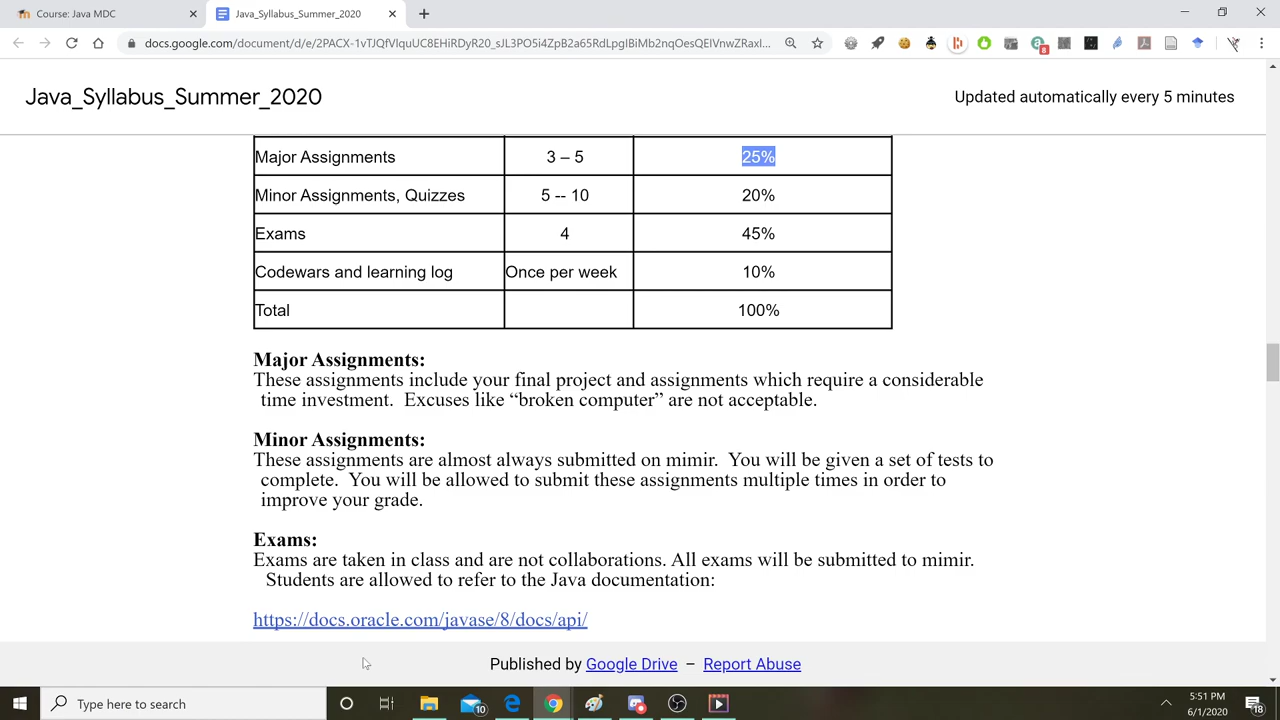 Course: Java MDC
Java_Syllabus_Summer_2020
Java_Syllabus_Summer_2020
Updated automatically every 5 minutes
Major Assignments 3 – 5 25%
Minor Assignments, Quizzes 5 -- 10 20%
Exams 4 45%
Codewars and learning log Once per week 10%
Total 100%
Major Assignments:
These assignments include your final project and assignments which require a considerable
time investment.  Excuses like “broken computer” are not acceptable.
Minor Assignments:
These assignments are almost always submitted on mimir.  You will be given a set of tests to
complete.  You will be allowed to submit these assignments multiple times in order to
improve your grade.
Exams:
Exams are taken in class and are not collaborations. All exams will be submitted to mimir.
Students are allowed to refer to the Java documentation:
https://docs.oracle.com/javase/8/docs/api/
Published by Google Drive – Report Abuse
Type here to search
10
5:51 PM
6/1/2020
18
8